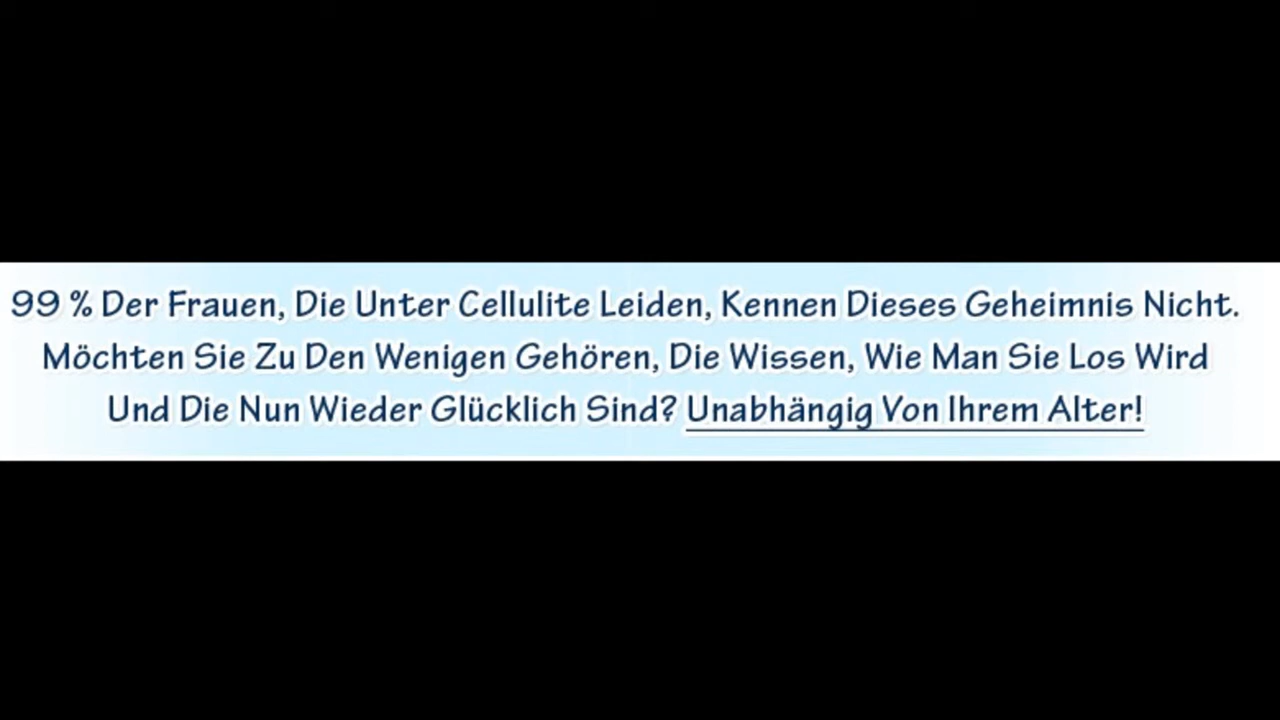 99 % Der Frauen, Die Unter Cellulite Leiden, Kennen Dieses Geheimnis Nicht.
Möchten Sie Zu Den Wenigen Gehören, Die Wissen, Wie Man Sie Los Wird
Und Die Nun Wieder Glücklich Sind? Unabhängig Von Ihrem Alter!